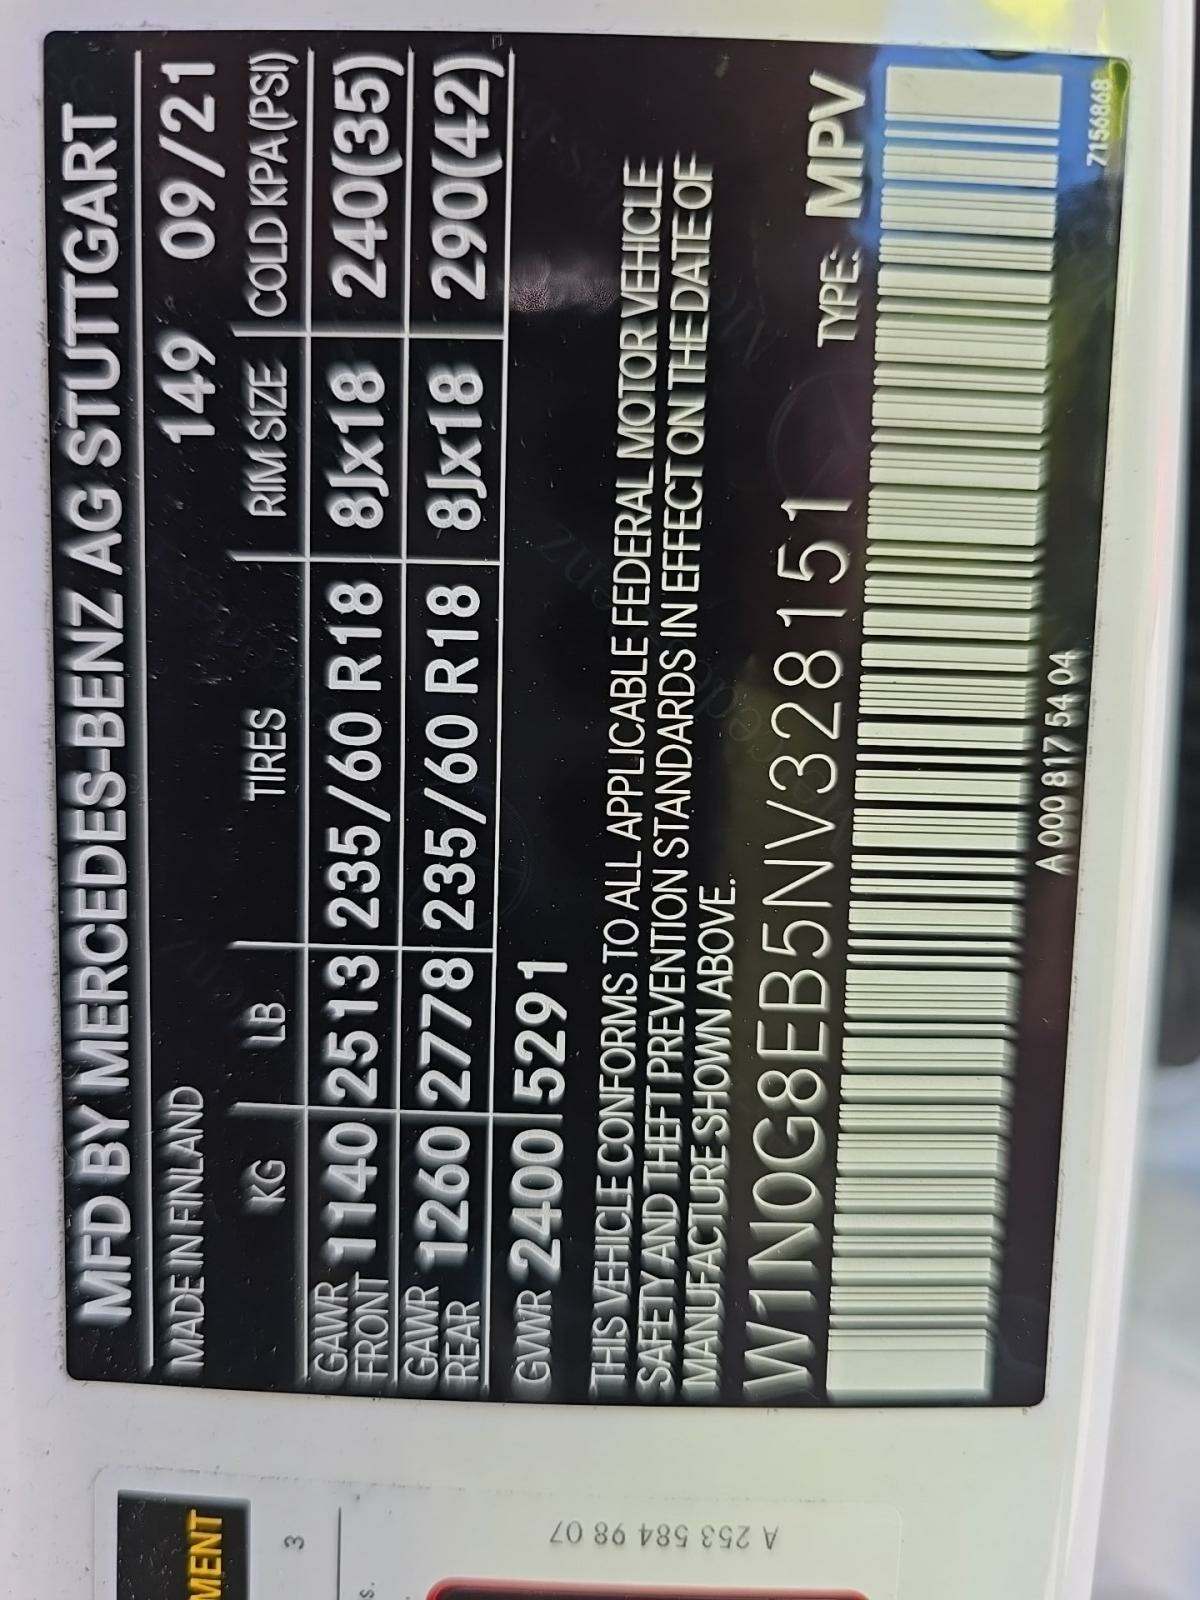 MFD BY MERCEDES-BENZ AG STUTTGART
MADE IN FINLAND 149 09/21
KG LB TIRES RIM SIZE COLD KPA(PSI)
GAWR FRONT 1140 2513 235/60 R18 8Jx18 240(35)
GAWR REAR 1260 2778 235/60 R18 8Jx18 290(42)
GVWR 2400 5291
THIS VEHICLE CONFORMS TO ALL APPLICABLE FEDERAL MOTOR VEHICLE
SAFETY AND THEFT PREVENTION STANDARDS IN EFFECT ON THE DATE OF
MANUFACTURE SHOWN ABOVE.
W1N0G8EB5NV328151 TYPE: MPV
A 000 817 54 04
7156868
MENT
3
s.
A 253 584 98 07